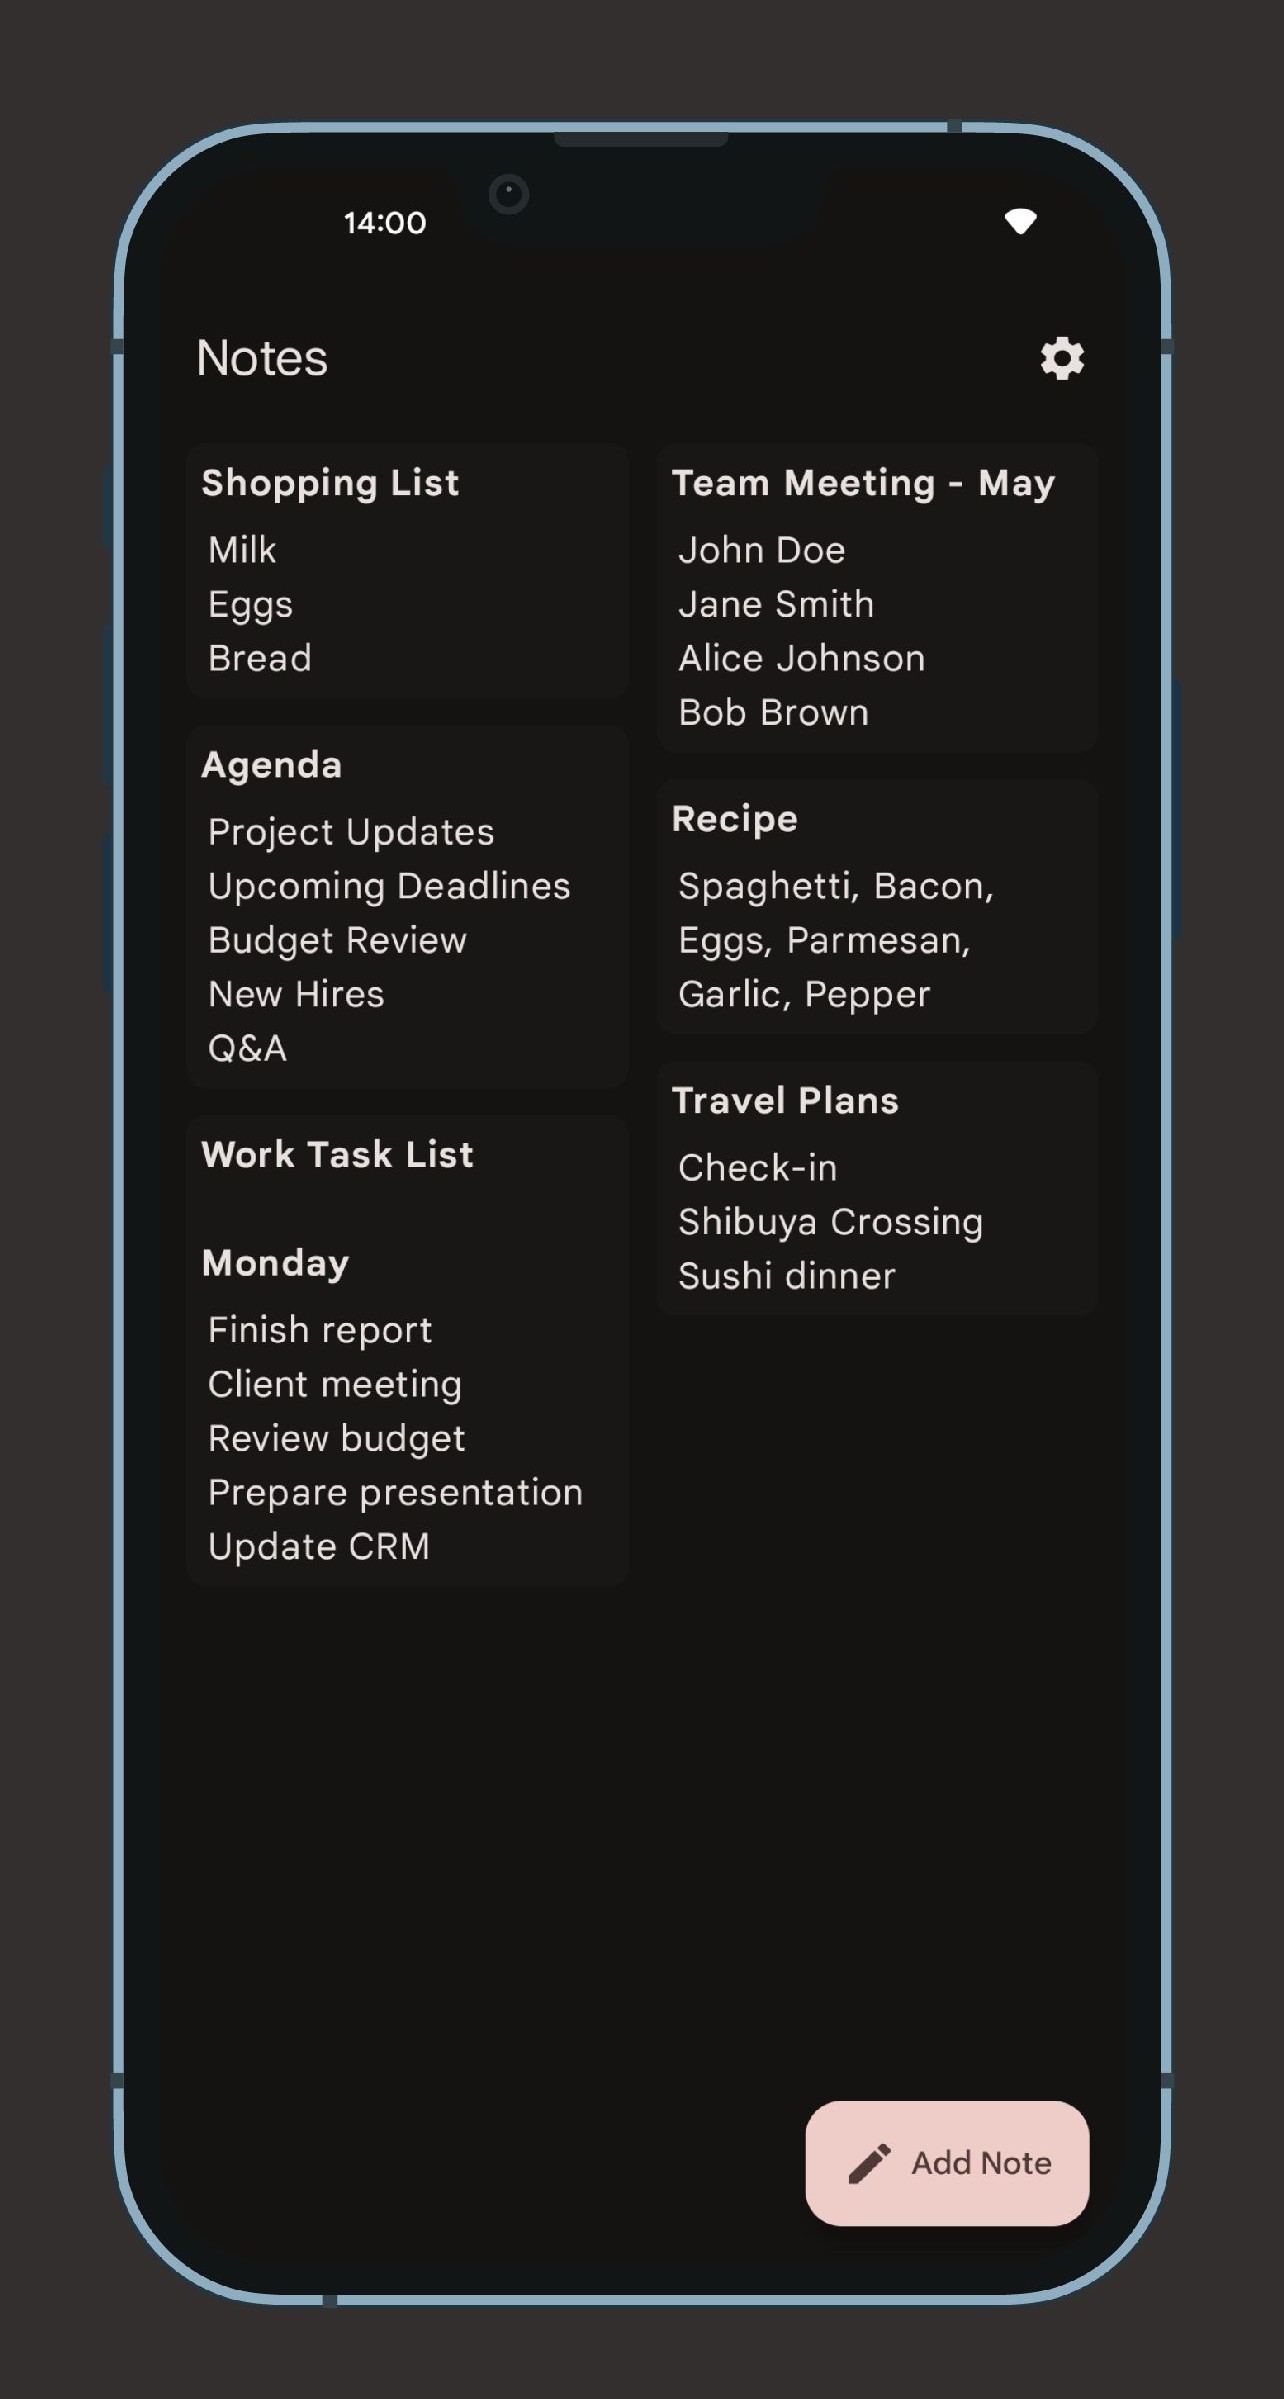 14:00
Notes
Shopping List
Milk
Eggs
Bread
Agenda
Project Updates
Upcoming Deadlines
Budget Review
New Hires
Q&A
Work Task List
Monday
Finish report
Client meeting
Review budget
Prepare presentation
Update CRM
Team Meeting - May
John Doe
Jane Smith
Alice Johnson
Bob Brown
Recipe
Spaghetti, Bacon,
Eggs, Parmesan,
Garlic, Pepper
Travel Plans
Check-in
Shibuya Crossing
Sushi dinner
Add Note